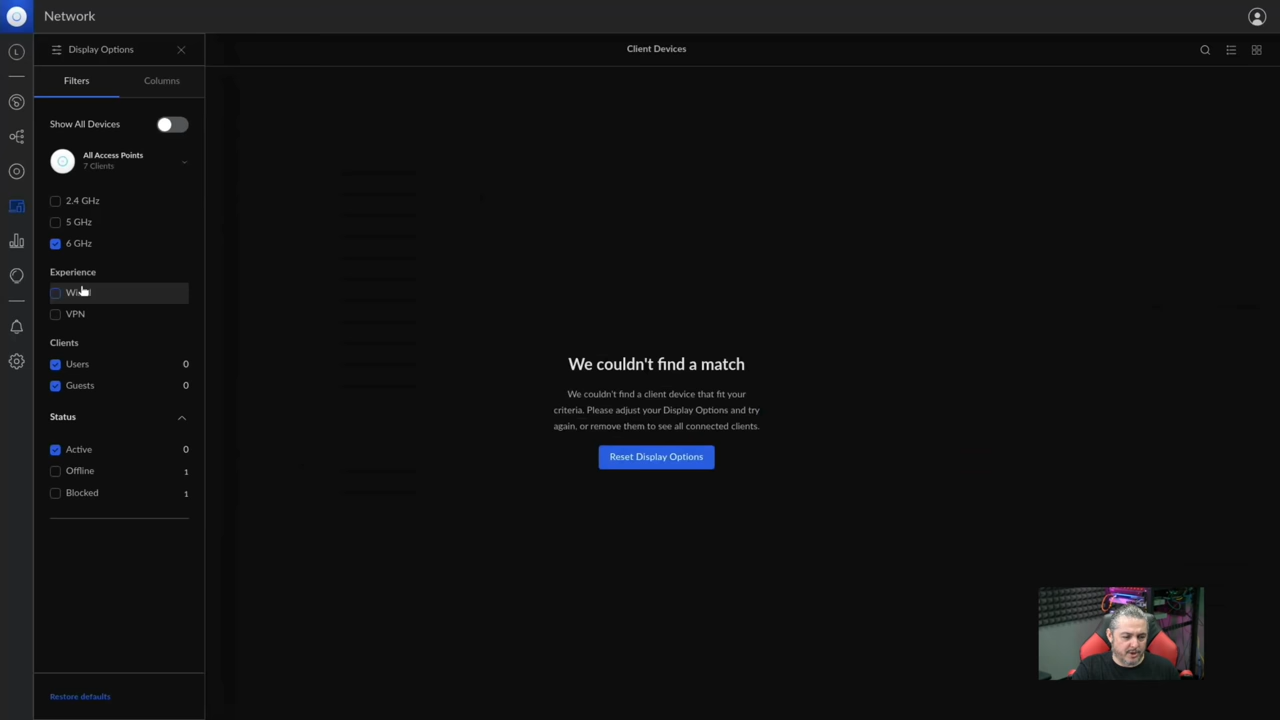 Network
L
Display Options
Client Devices
Filters
Columns
Show All Devices
All Access Points
7 Clients
2.4 GHz
5 GHz
6 GHz
Experience
VPN
Clients
Users 0
Guests 0
Status
Active 0
Offline 1
Blocked 1
We couldn't find a match
We couldn't find a client device that fit your
criteria. Please adjust your Display Options and try
again, or remove them to see all connected clients.
Reset Display Options
Restore defaults